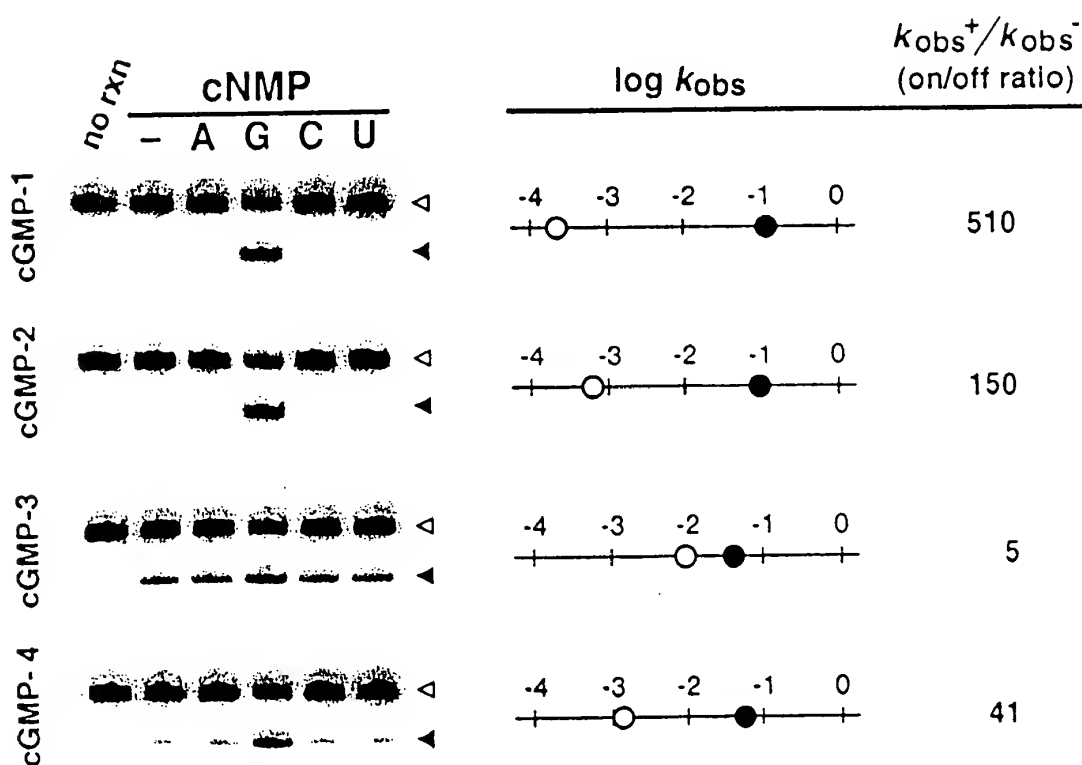 no rxn
cNMP
– A G C U
log kobs
kobs+/kobs-
(on/off ratio)
cGMP-1
-4 -3 -2 -1 0
510
cGMP-2
-4 -3 -2 -1 0
150
cGMP-3
-4 -3 -2 -1 0
5
cGMP-4
-4 -3 -2 -1 0
41